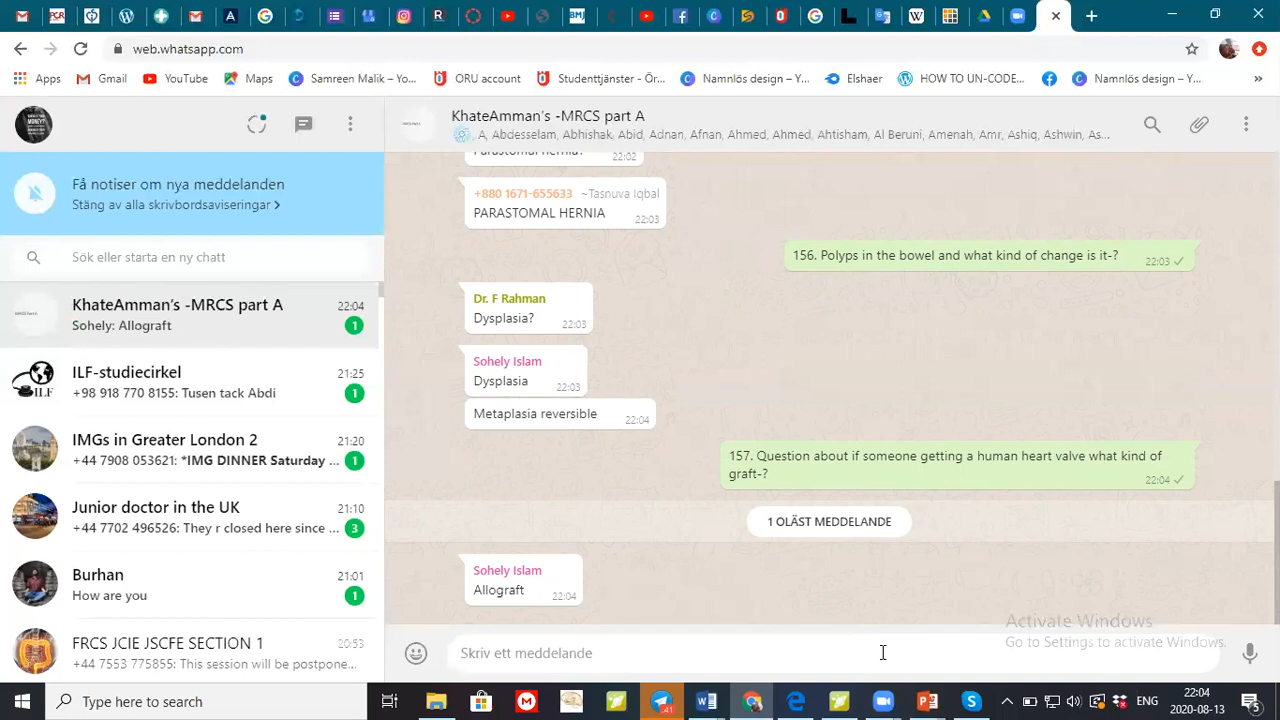 web.whatsapp.com
Apps
Gmail
YouTube
Maps
Samreen Malik – Yo...
ORU account
Studenttjänster - Ör...
Namnlös design – Y...
Elshaer
HOW TO UN-CODE...
Namnlös design – Y...
KhateAmman's -MRCS part A
A, Abdesselam, Abhishak, Abid, Adnan, Afnan, Ahmed, Ahmed, Ahtisham, Al Beruni, Amenah, Amr, Ashiq, Ashwin, As...
Få notiser om nya meddelanden
Stäng av alla skrivbordsaviseringar
Sök eller starta en ny chatt
KhateAmman's -MRCS part A 22:04
Sohely: Allograft 1
ILF-studiecirkel 21:25
+98 918 770 8155: Tusen tack Abdi 1
IMGs in Greater London 2 21:20
+44 7908 053621: *IMG DINNER Saturday ... 1
Junior doctor in the UK 21:10
+44 7702 496526: They r closed here since ... 3
Burhan 21:01
How are you 1
FRCS JCIE JSCFE SECTION 1 20:53
+44 7553 775855: This session will be postpone...
Parastomal hernia? 22:02
+880 1671-655633 ~Tasnuva Iqbal
PARASTOMAL HERNIA 22:03
156. Polyps in the bowel and what kind of change is it-? 22:03
Dr. F Rahman
Dysplasia? 22:03
Sohely Islam
Dysplasia 22:03
Metaplasia reversible 22:04
157. Question about if someone getting a human heart valve what kind of
graft-? 22:04
1 OLÄST MEDDELANDE
Sohely Islam
Allograft 22:04
Activate Windows
Go to Settings to activate Windows.
Skriv ett meddelande
Type here to search
ENG
22:04
2020-08-13